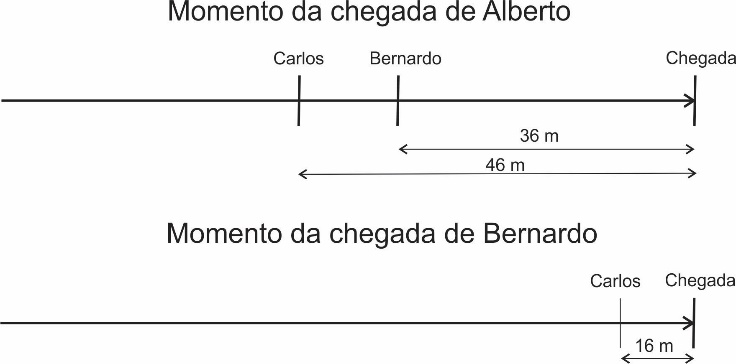 Momento da chegada de Alberto
Carlos Bernardo Chegada
36 m
46 m
Momento da chegada de Bernardo
Carlos Chegada
16 m